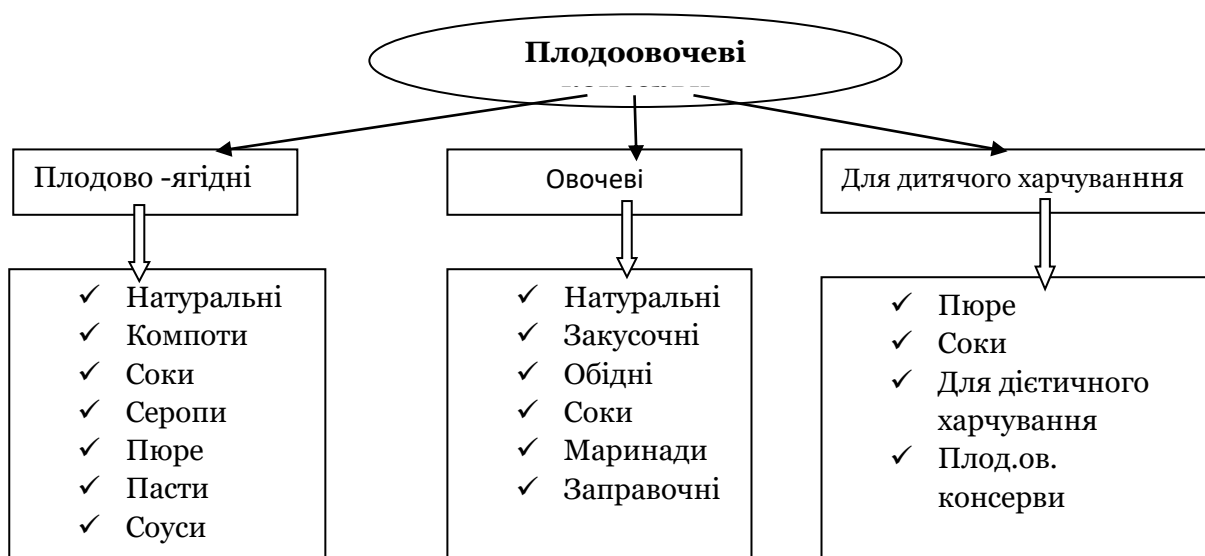 Плодоовочеві
Плодово -ягідні
Овочеві
Для дитячого харчуванння
✓ Натуральні
✓ Компоти
✓ Соки
✓ Серопи
✓ Пюре
✓ Пасти
✓ Соуси
✓ Натуральні
✓ Закусочні
✓ Обідні
✓ Соки
✓ Маринади
✓ Заправочні
✓ Пюре
✓ Соки
✓ Для дієтичного
харчування
✓ Плод.ов.
консерви